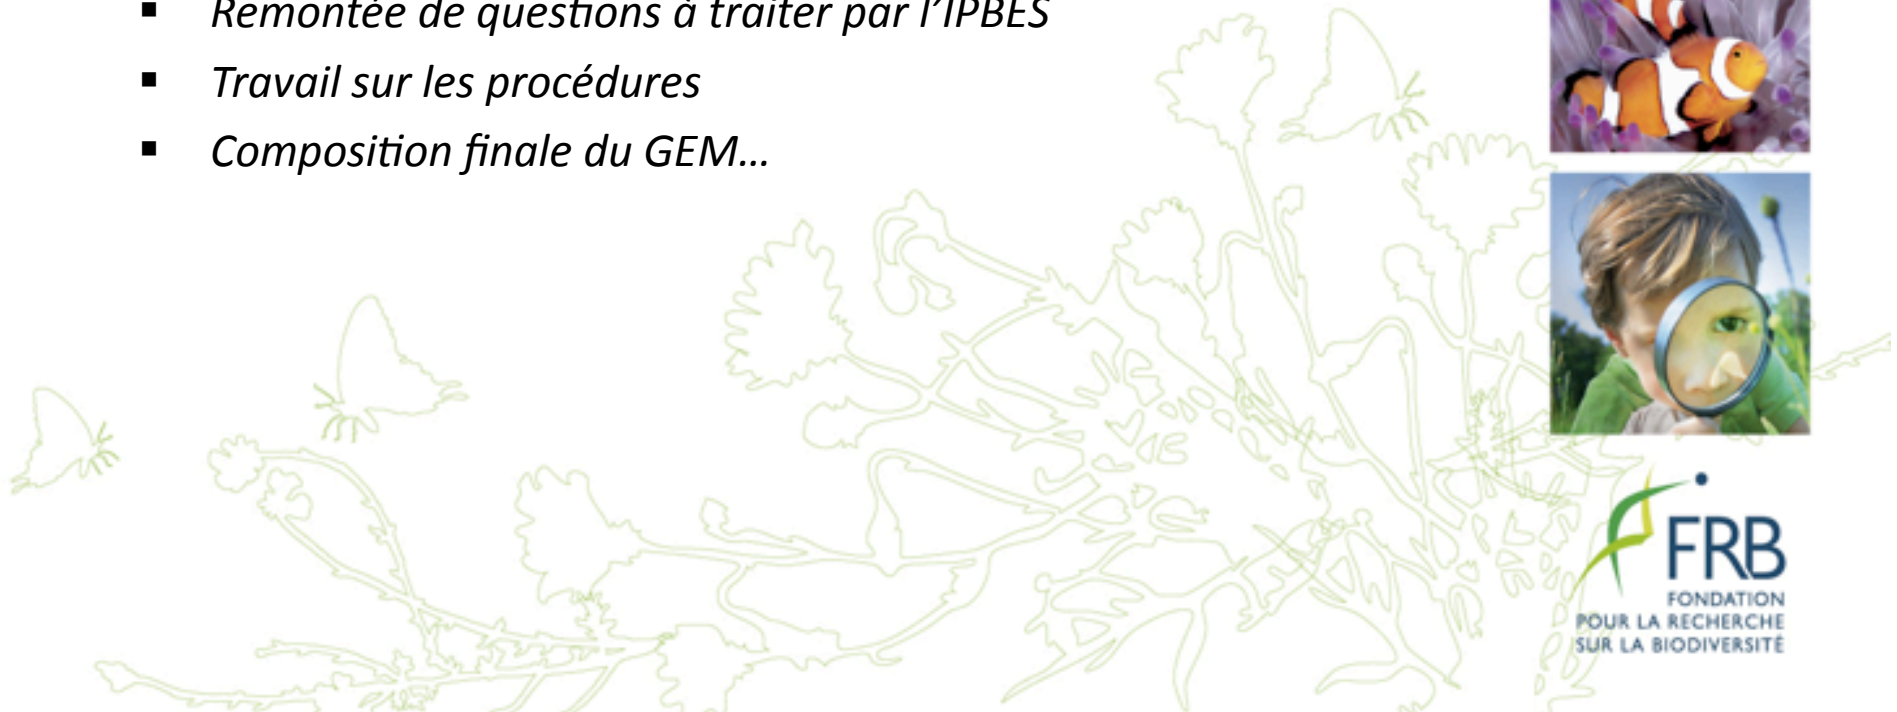 ▪ Remontée de questions à traiter par l'IPBES
▪ Travail sur les procédures
▪ Composition finale du GEM…
FRB
FONDATION
POUR LA RECHERCHE
SUR LA BIODIVERSITÉ